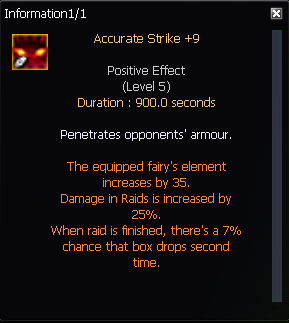 Information1/1
Accurate Strike +9
Positive Effect
(Level 5)
Duration : 900.0 seconds
Penetrates opponents' armour.
The equipped fairy's element
increases by 35.
Damage in Raids is increased by
25%.
When raid is finished, there's a 7%
chance that box drops second
time.